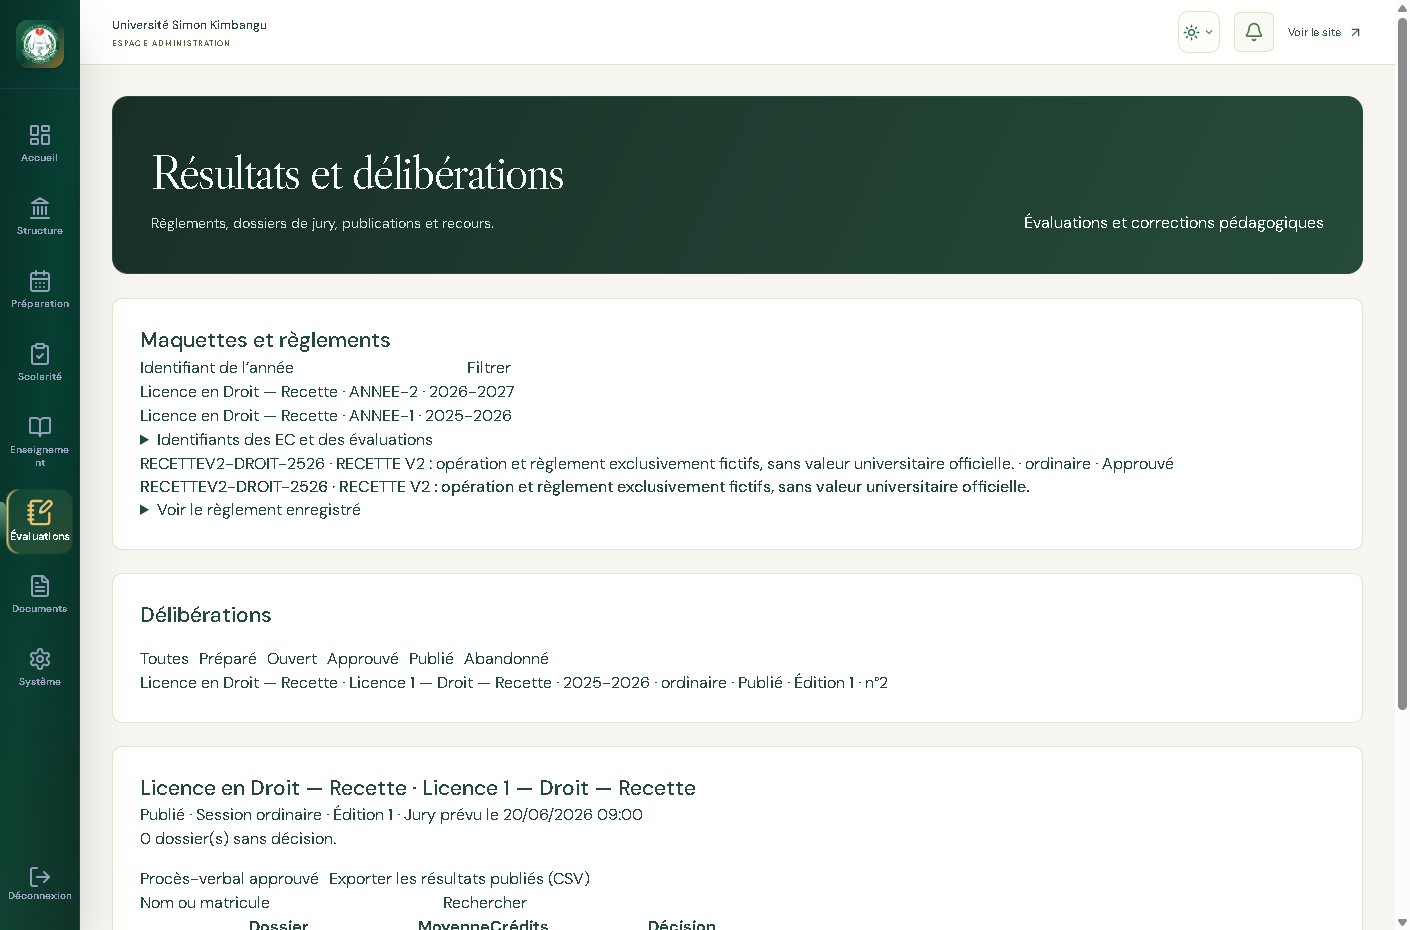 Université Simon Kimbangu
ESPACE ADMINISTRATION
Voir le site
Accueil
Structure
Préparation
Scolarité
Enseigneme
nt
Évaluations
Documents
Système
Déconnexion
Résultats et délibérations
Règlements, dossiers de jury, publications et recours.
Évaluations et corrections pédagogiques
Maquettes et règlements
Identifiant de l'année Filtrer
Licence en Droit — Recette · ANNEE-2 · 2026-2027
Licence en Droit — Recette · ANNEE-1 · 2025-2026
Identifiants des EC et des évaluations
RECETTEV2-DROIT-2526 · RECETTE V2 : opération et règlement exclusivement fictifs, sans valeur universitaire officielle. · ordinaire · Approuvé
RECETTEV2-DROIT-2526 · RECETTE V2 : opération et règlement exclusivement fictifs, sans valeur universitaire officielle.
Voir le règlement enregistré
Délibérations
Toutes Préparé Ouvert Approuvé Publié Abandonné
Licence en Droit — Recette · Licence 1 — Droit — Recette · 2025-2026 · ordinaire · Publié · Édition 1 · n°2
Licence en Droit — Recette · Licence 1 — Droit — Recette
Publié · Session ordinaire · Édition 1 · Jury prévu le 20/06/2026 09:00
0 dossier(s) sans décision.
Procès-verbal approuvé Exporter les résultats publiés (CSV)
Nom ou matricule Rechercher
Dossier Moyenne Crédits Décision